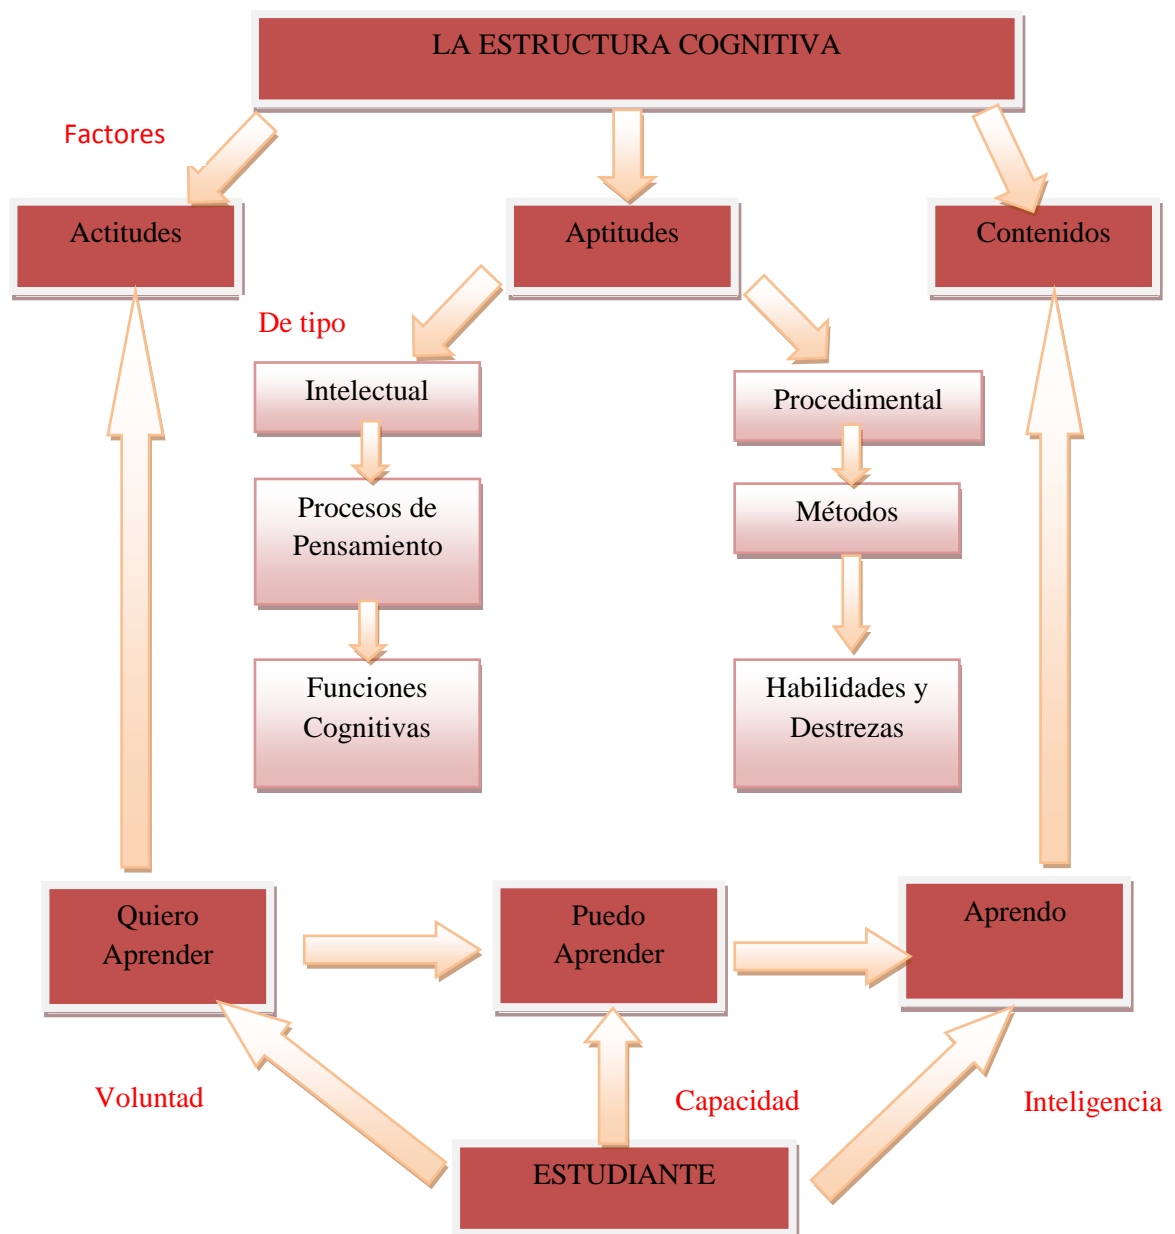 LA ESTRUCTURA COGNITIVA
Factores
Actitudes
Aptitudes
Contenidos
De tipo
Intelectual
Procedimental
Procesos de
Pensamiento
Métodos
Funciones
Cognitivas
Habilidades y
Destrezas
Quiero
Aprender
Puedo
Aprender
Aprendo
Voluntad
Capacidad
Inteligencia
ESTUDIANTE